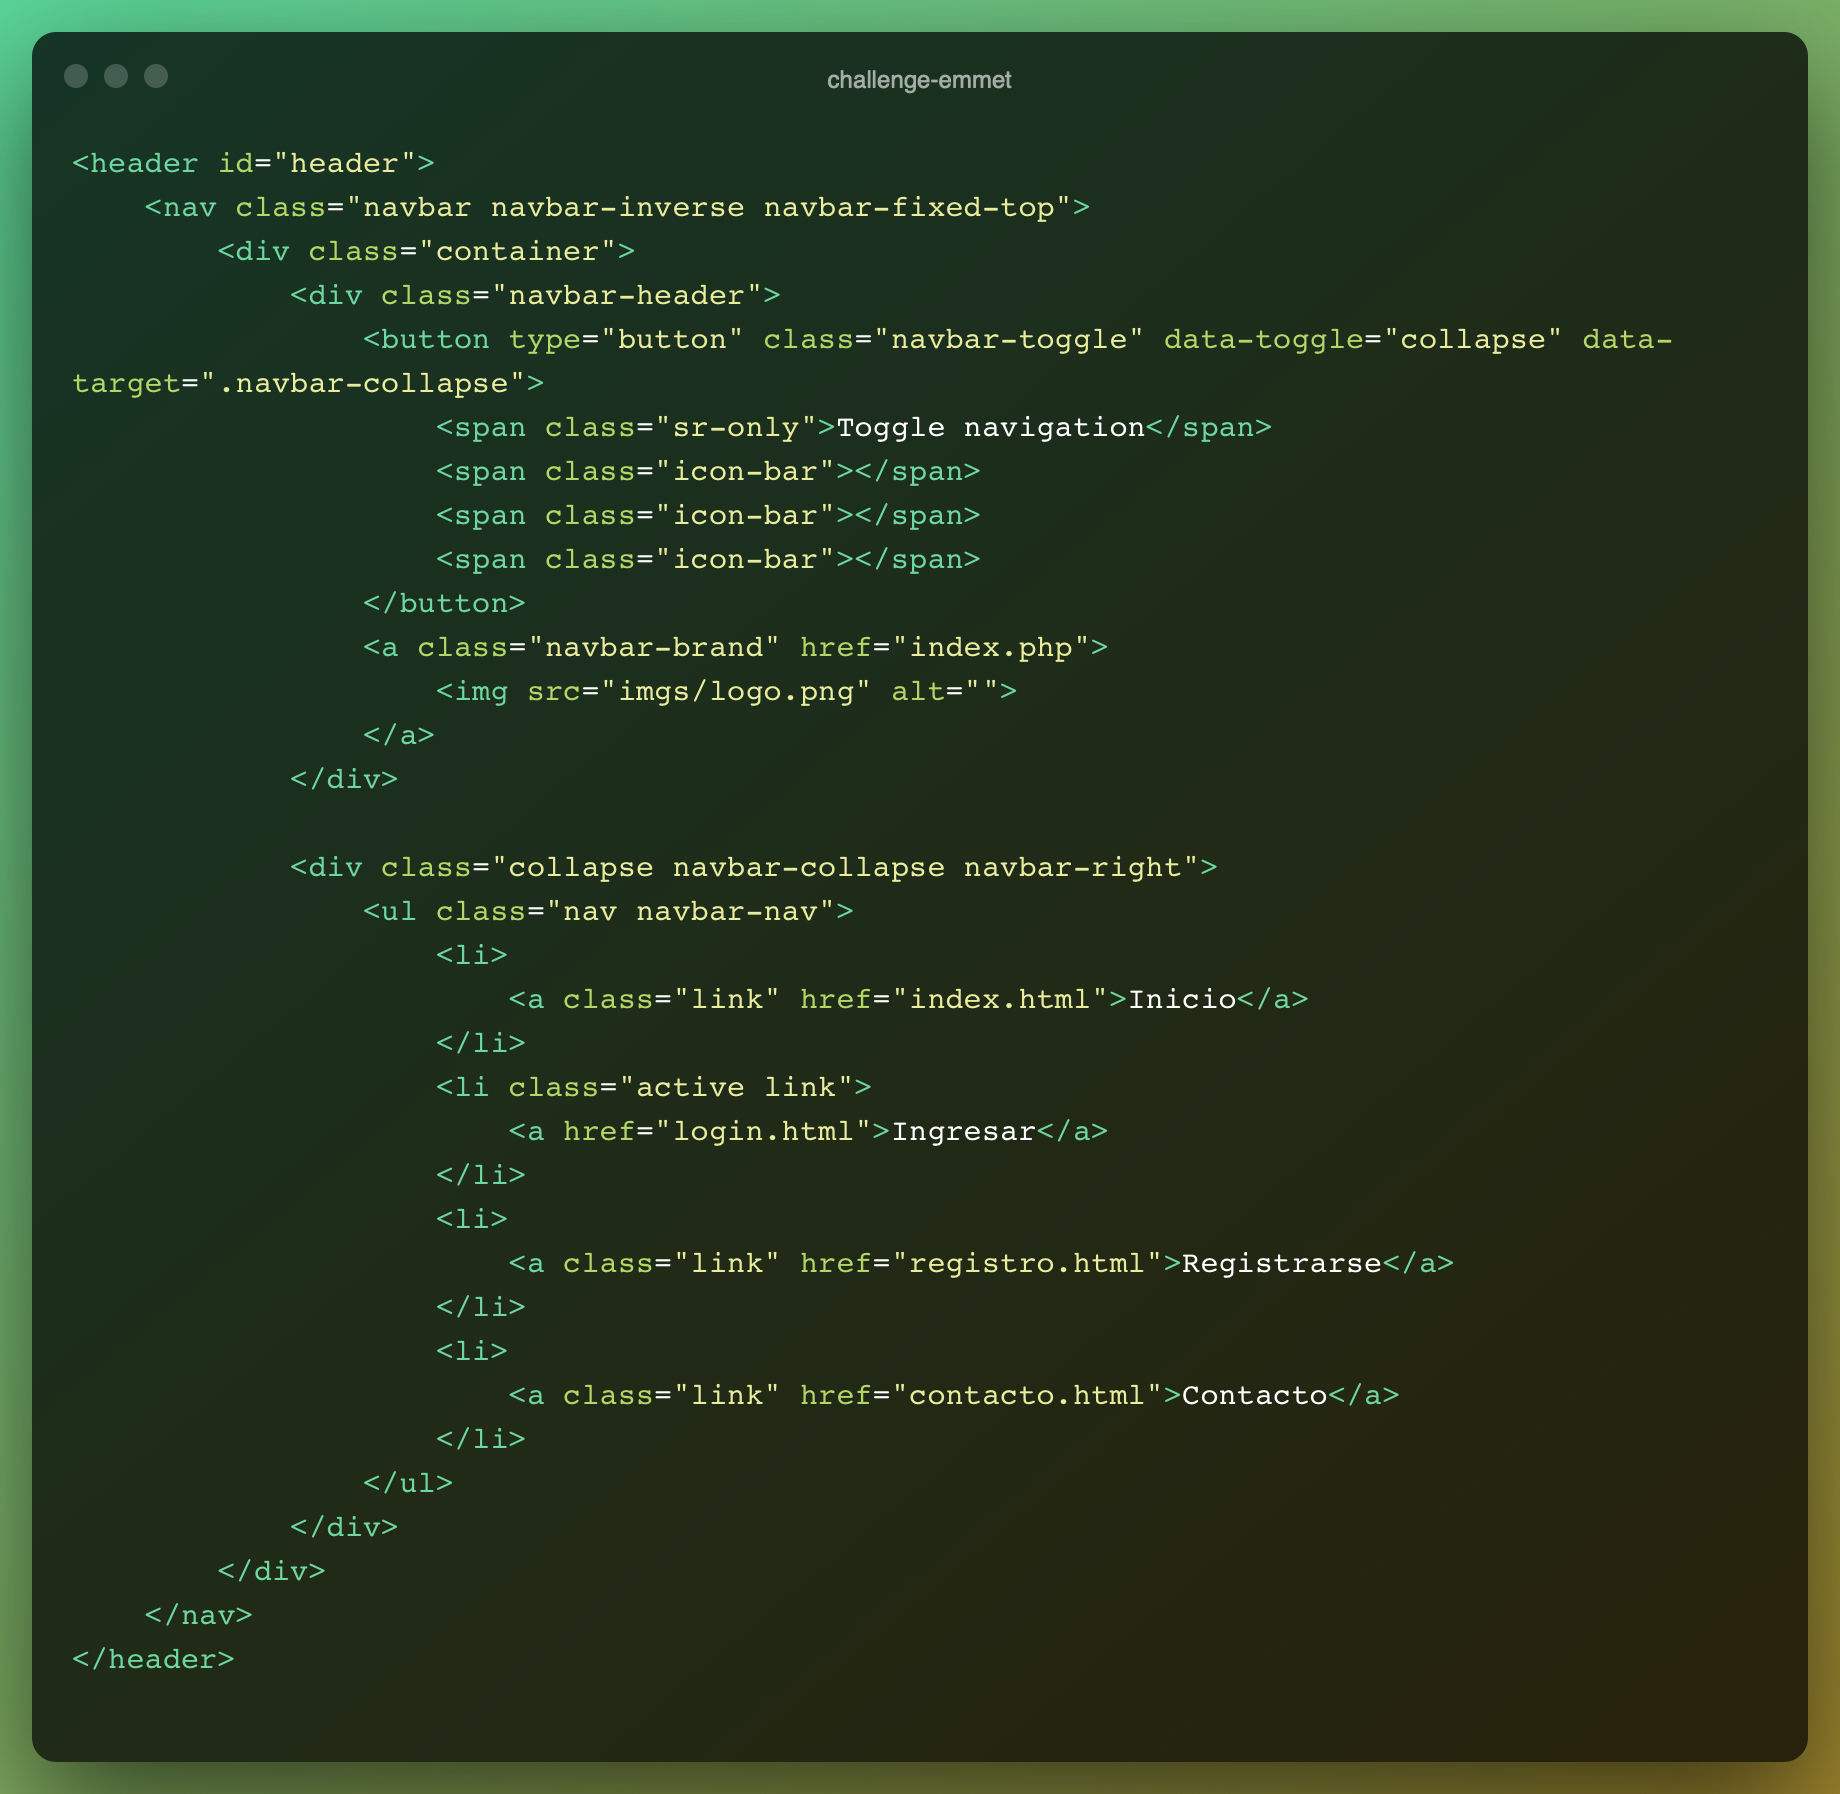 challenge-emmet
<header id="header">
    <nav class="navbar navbar-inverse navbar-fixed-top">
        <div class="container">
            <div class="navbar-header">
                <button type="button" class="navbar-toggle" data-toggle="collapse" data-
target=".navbar-collapse">
                    <span class="sr-only">Toggle navigation</span>
                    <span class="icon-bar"></span>
                    <span class="icon-bar"></span>
                    <span class="icon-bar"></span>
                </button>
                <a class="navbar-brand" href="index.php">
                    <img src="imgs/logo.png" alt="">
                </a>
            </div>

            <div class="collapse navbar-collapse navbar-right">
                <ul class="nav navbar-nav">
                    <li>
                        <a class="link" href="index.html">Inicio</a>
                    </li>
                    <li class="active link">
                        <a href="login.html">Ingresar</a>
                    </li>
                    <li>
                        <a class="link" href="registro.html">Registrarse</a>
                    </li>
                    <li>
                        <a class="link" href="contacto.html">Contacto</a>
                    </li>
                </ul>
            </div>
        </div>
    </nav>
</header>